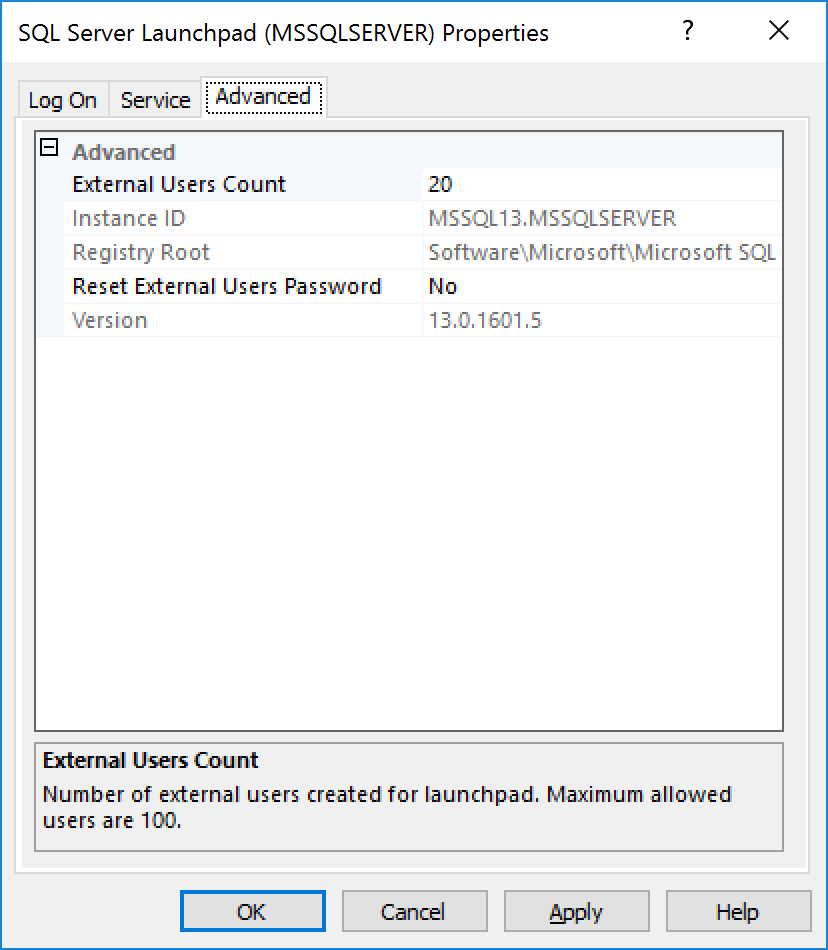 SQL Server Launchpad (MSSQLSERVER) Properties ?
Log On Service Advanced
Advanced
External Users Count 20
Instance ID MSSQL13.MSSQLSERVER
Registry Root Software\Microsoft\Microsoft SQL
Reset External Users Password No
Version 13.0.1601.5
External Users Count
Number of external users created for launchpad. Maximum allowed
users are 100.
OK Cancel Apply Help